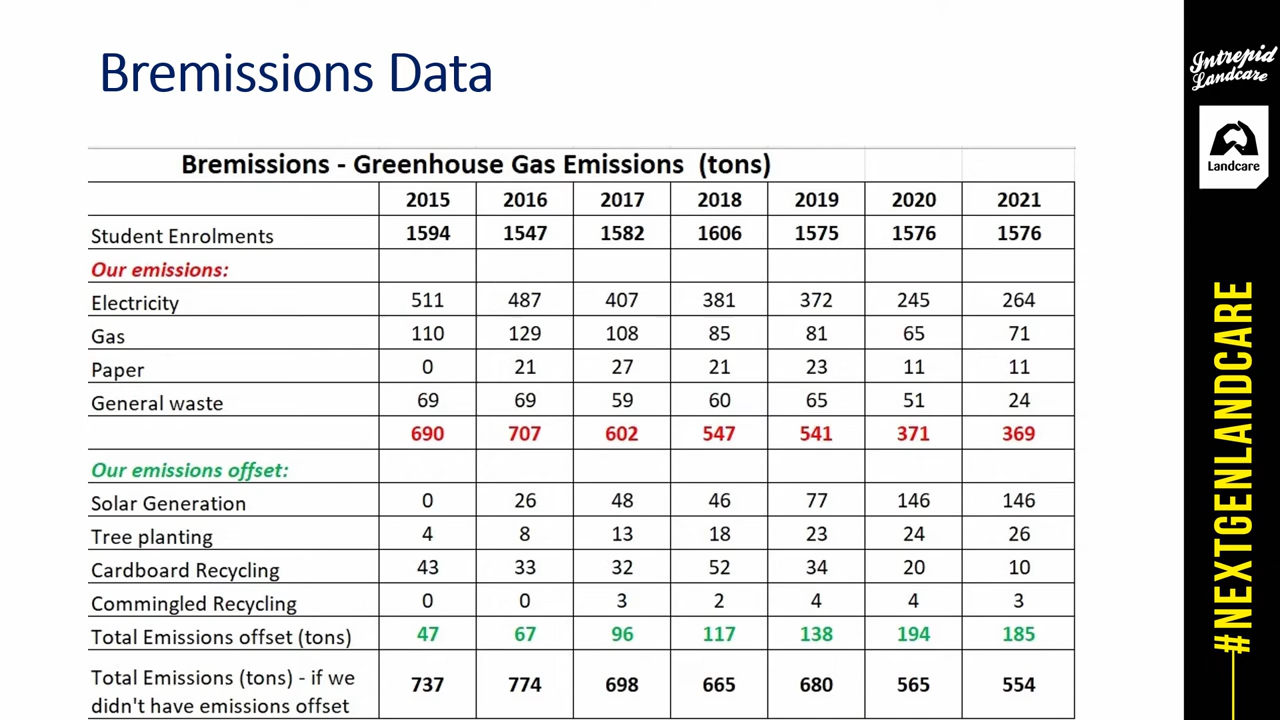 Bremissions Data
Bremissions - Greenhouse Gas Emissions (tons)
2015 2016 2017 2018 2019 2020 2021
Student Enrolments 1594 1547 1582 1606 1575 1576 1576
Our emissions:
Electricity 511 487 407 381 372 245 264
Gas 110 129 108 85 81 65 71
Paper 0 21 27 21 23 11 11
General waste 69 69 59 60 65 51 24
690 707 602 547 541 371 369
Our emissions offset:
Solar Generation 0 26 48 46 77 146 146
Tree planting 4 8 13 18 23 24 26
Cardboard Recycling 43 33 32 52 34 20 10
Commingled Recycling 0 0 3 2 4 4 3
Total Emissions offset (tons) 47 67 96 117 138 194 185
Total Emissions (tons) - if we
didn't have emissions offset 737 774 698 665 680 565 554
Intrepid
Landcare
Landcare
#NEXTGENLANDCARE